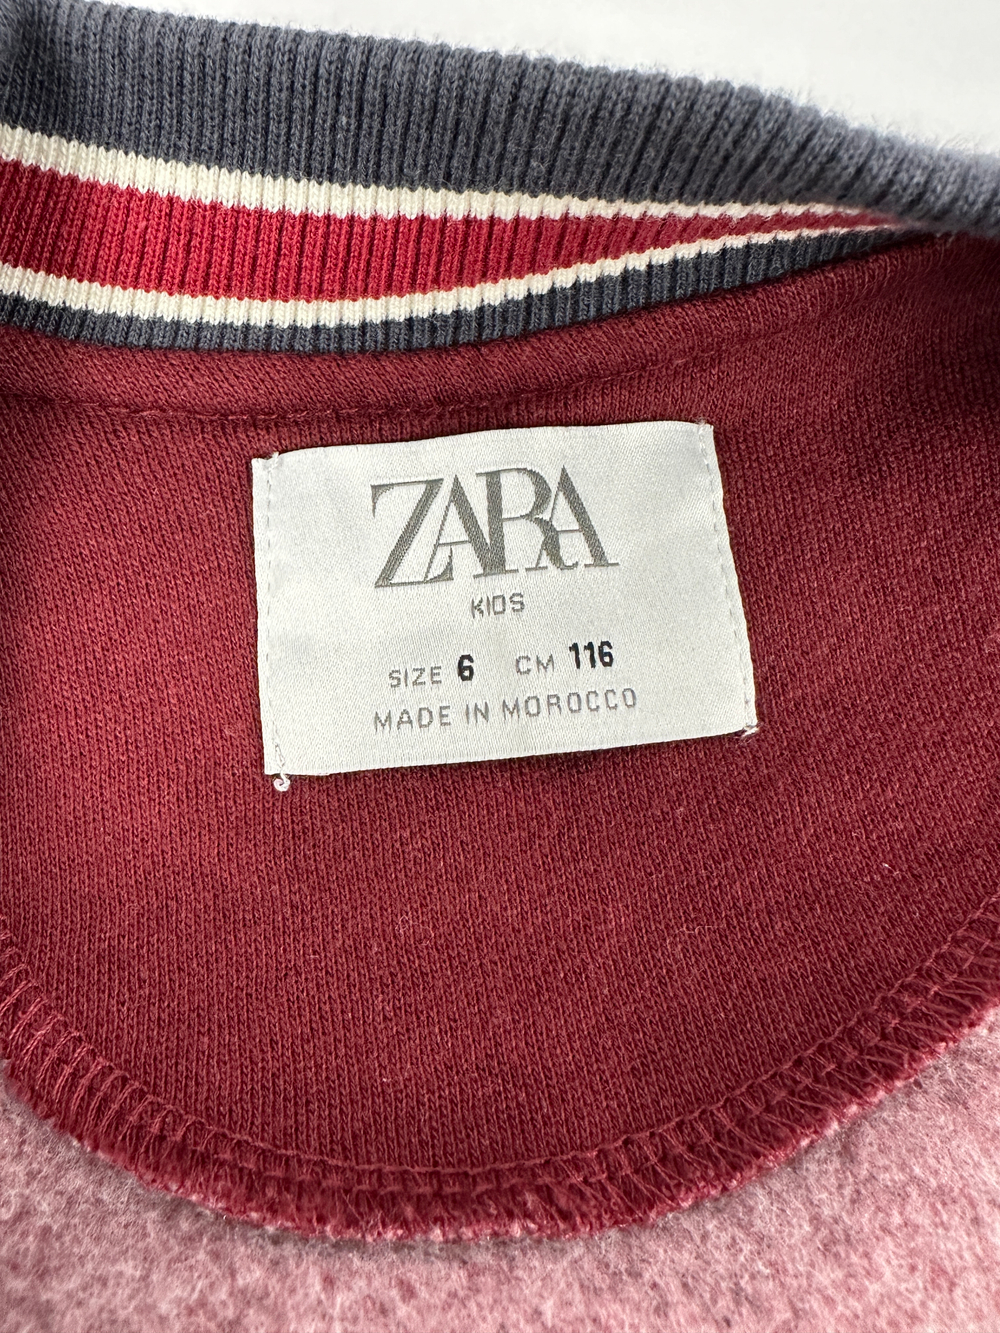 ZARA
KIDS
SIZE 6 CM 116
MADE IN MOROCCO